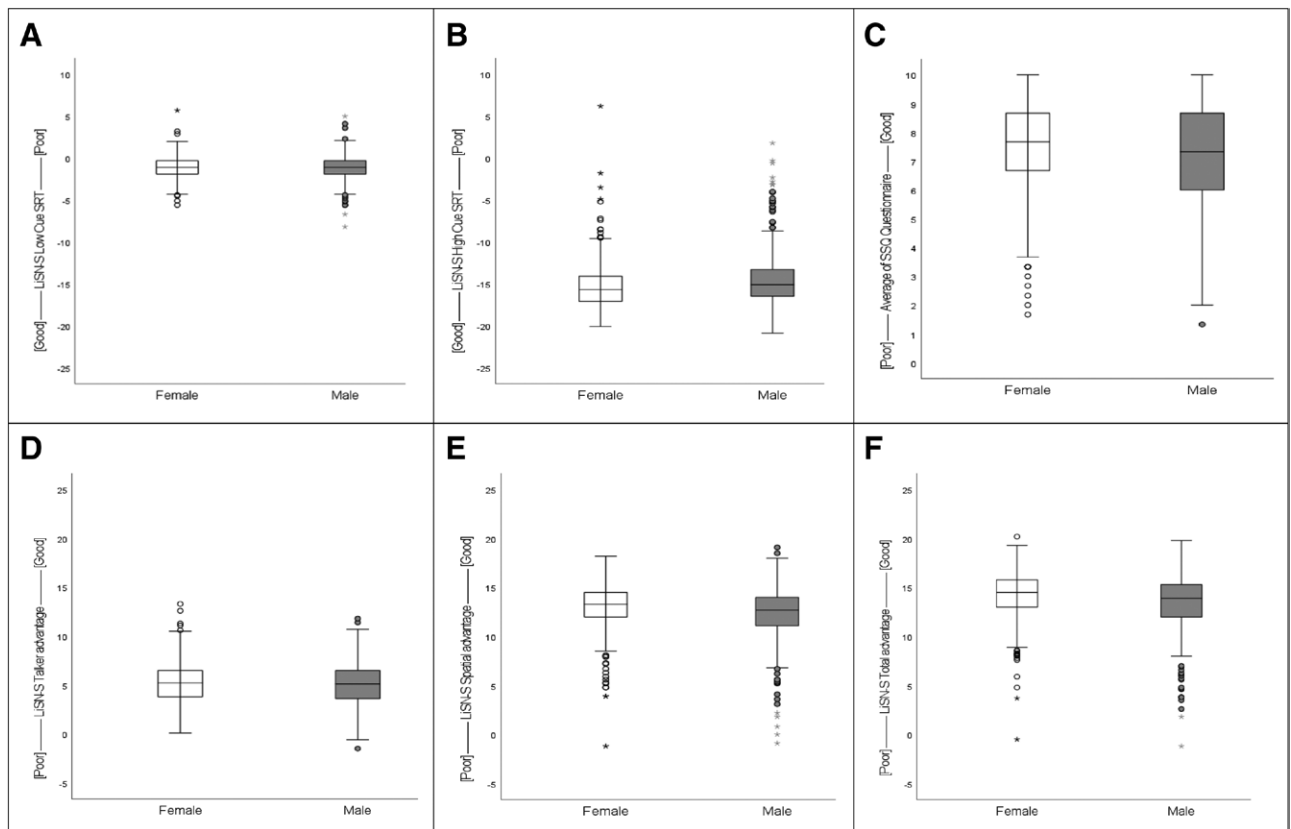 A
[Good]——— LiSN-S Low Cue SRT ———[Poor]
10
5
0
-5
-10
-15
-20
-25
Female Male
B
[Good]——— LiSN-S High Cue SRT ———[Poor]
10
5
0
-5
-10
-15
-20
-25
Female Male
C
[Poor]——— Average of SSQ Questionnaire ———[Good]
10
9
8
7
6
5
4
3
2
1
0
Female Male
D
[Poor]——— LiSN-S Talker advantage ———[Good]
25
20
15
10
5
0
-5
Female Male
E
[Poor]——— LiSN-S Spatial advantage ———[Good]
25
20
15
10
5
0
-5
Female Male
F
[Poor]——— LiSN-S Total advantage ———[Good]
25
20
15
10
5
0
-5
Female Male